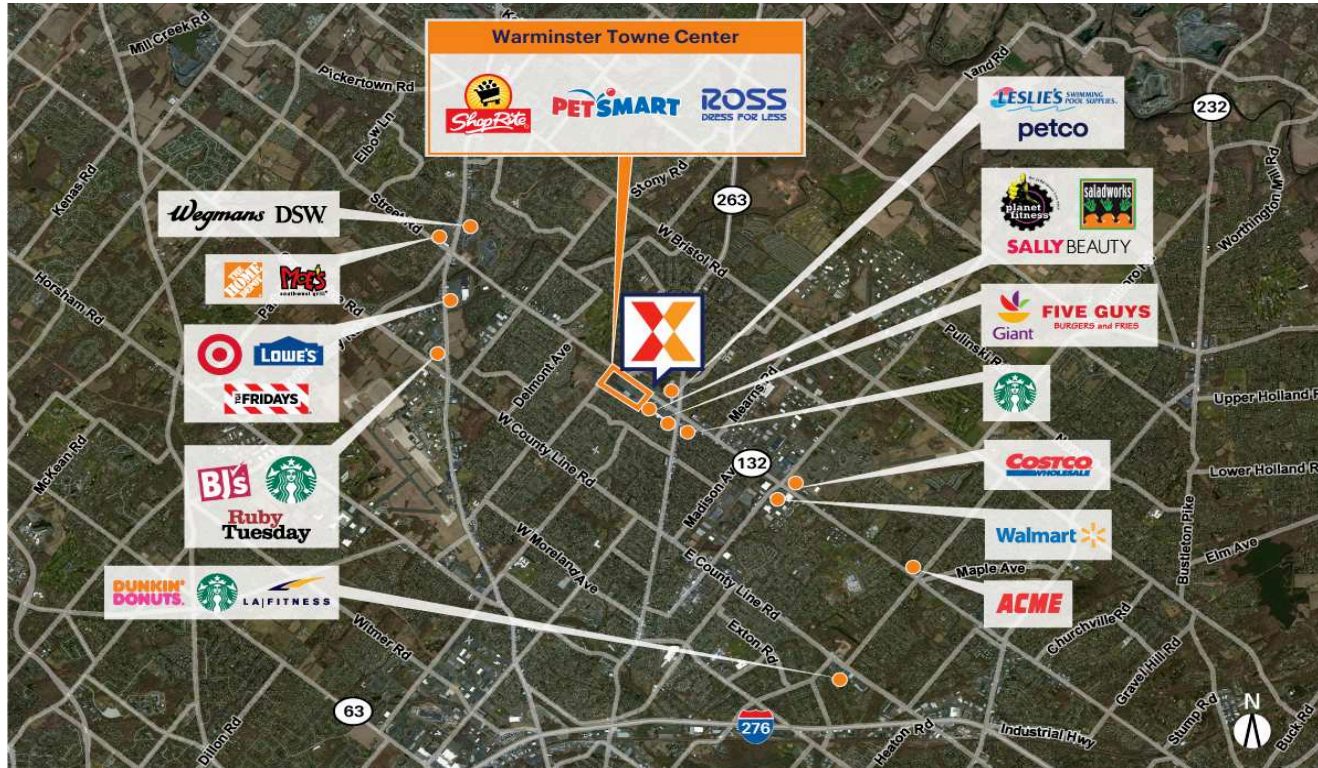 Warminster Towne Center
ShopRite
PETSMART
ROSS
DRESS FOR LESS
LESLIE'S SWIMMING
POOL SUPPLIES.
petco
planet
fitness
saladworks
SALLY BEAUTY
Giant
FIVE GUYS
BURGERS and FRIES
COSTCO
WHOLESALE
Walmart
ACME
Wegmans DSW
THE
HOME
DEPOT
MOE'S
southwest grill
LOWE'S
TGI FRIDAYS
BJ's
Ruby
Tuesday
DUNKIN'
DONUTS.
LA|FITNESS
Mill Creek Rd
Pickertown Rd
Elbow Ln
Kenas Rd
Street Rd
Stony Rd
263
W Bristol Rd
232
Worthington Mill Rd
Horsham Rd
Delmont Ave
Mearns Rd
Pulinski R
Upper Holland R
McKean Rd
W County Line Rd
132
Madison Av
Lower Holland R
Bustleton Pike
Elm Ave
W Moreland Ave
E County Line Rd
Maple Ave
Churchville Rd
Witmer Rd
Exton Rd
Gravel Hill Rd
63
276
Dillon Rd
Heaton Rd
Industrial Hwy
Stump Rd
Buck Rd
N